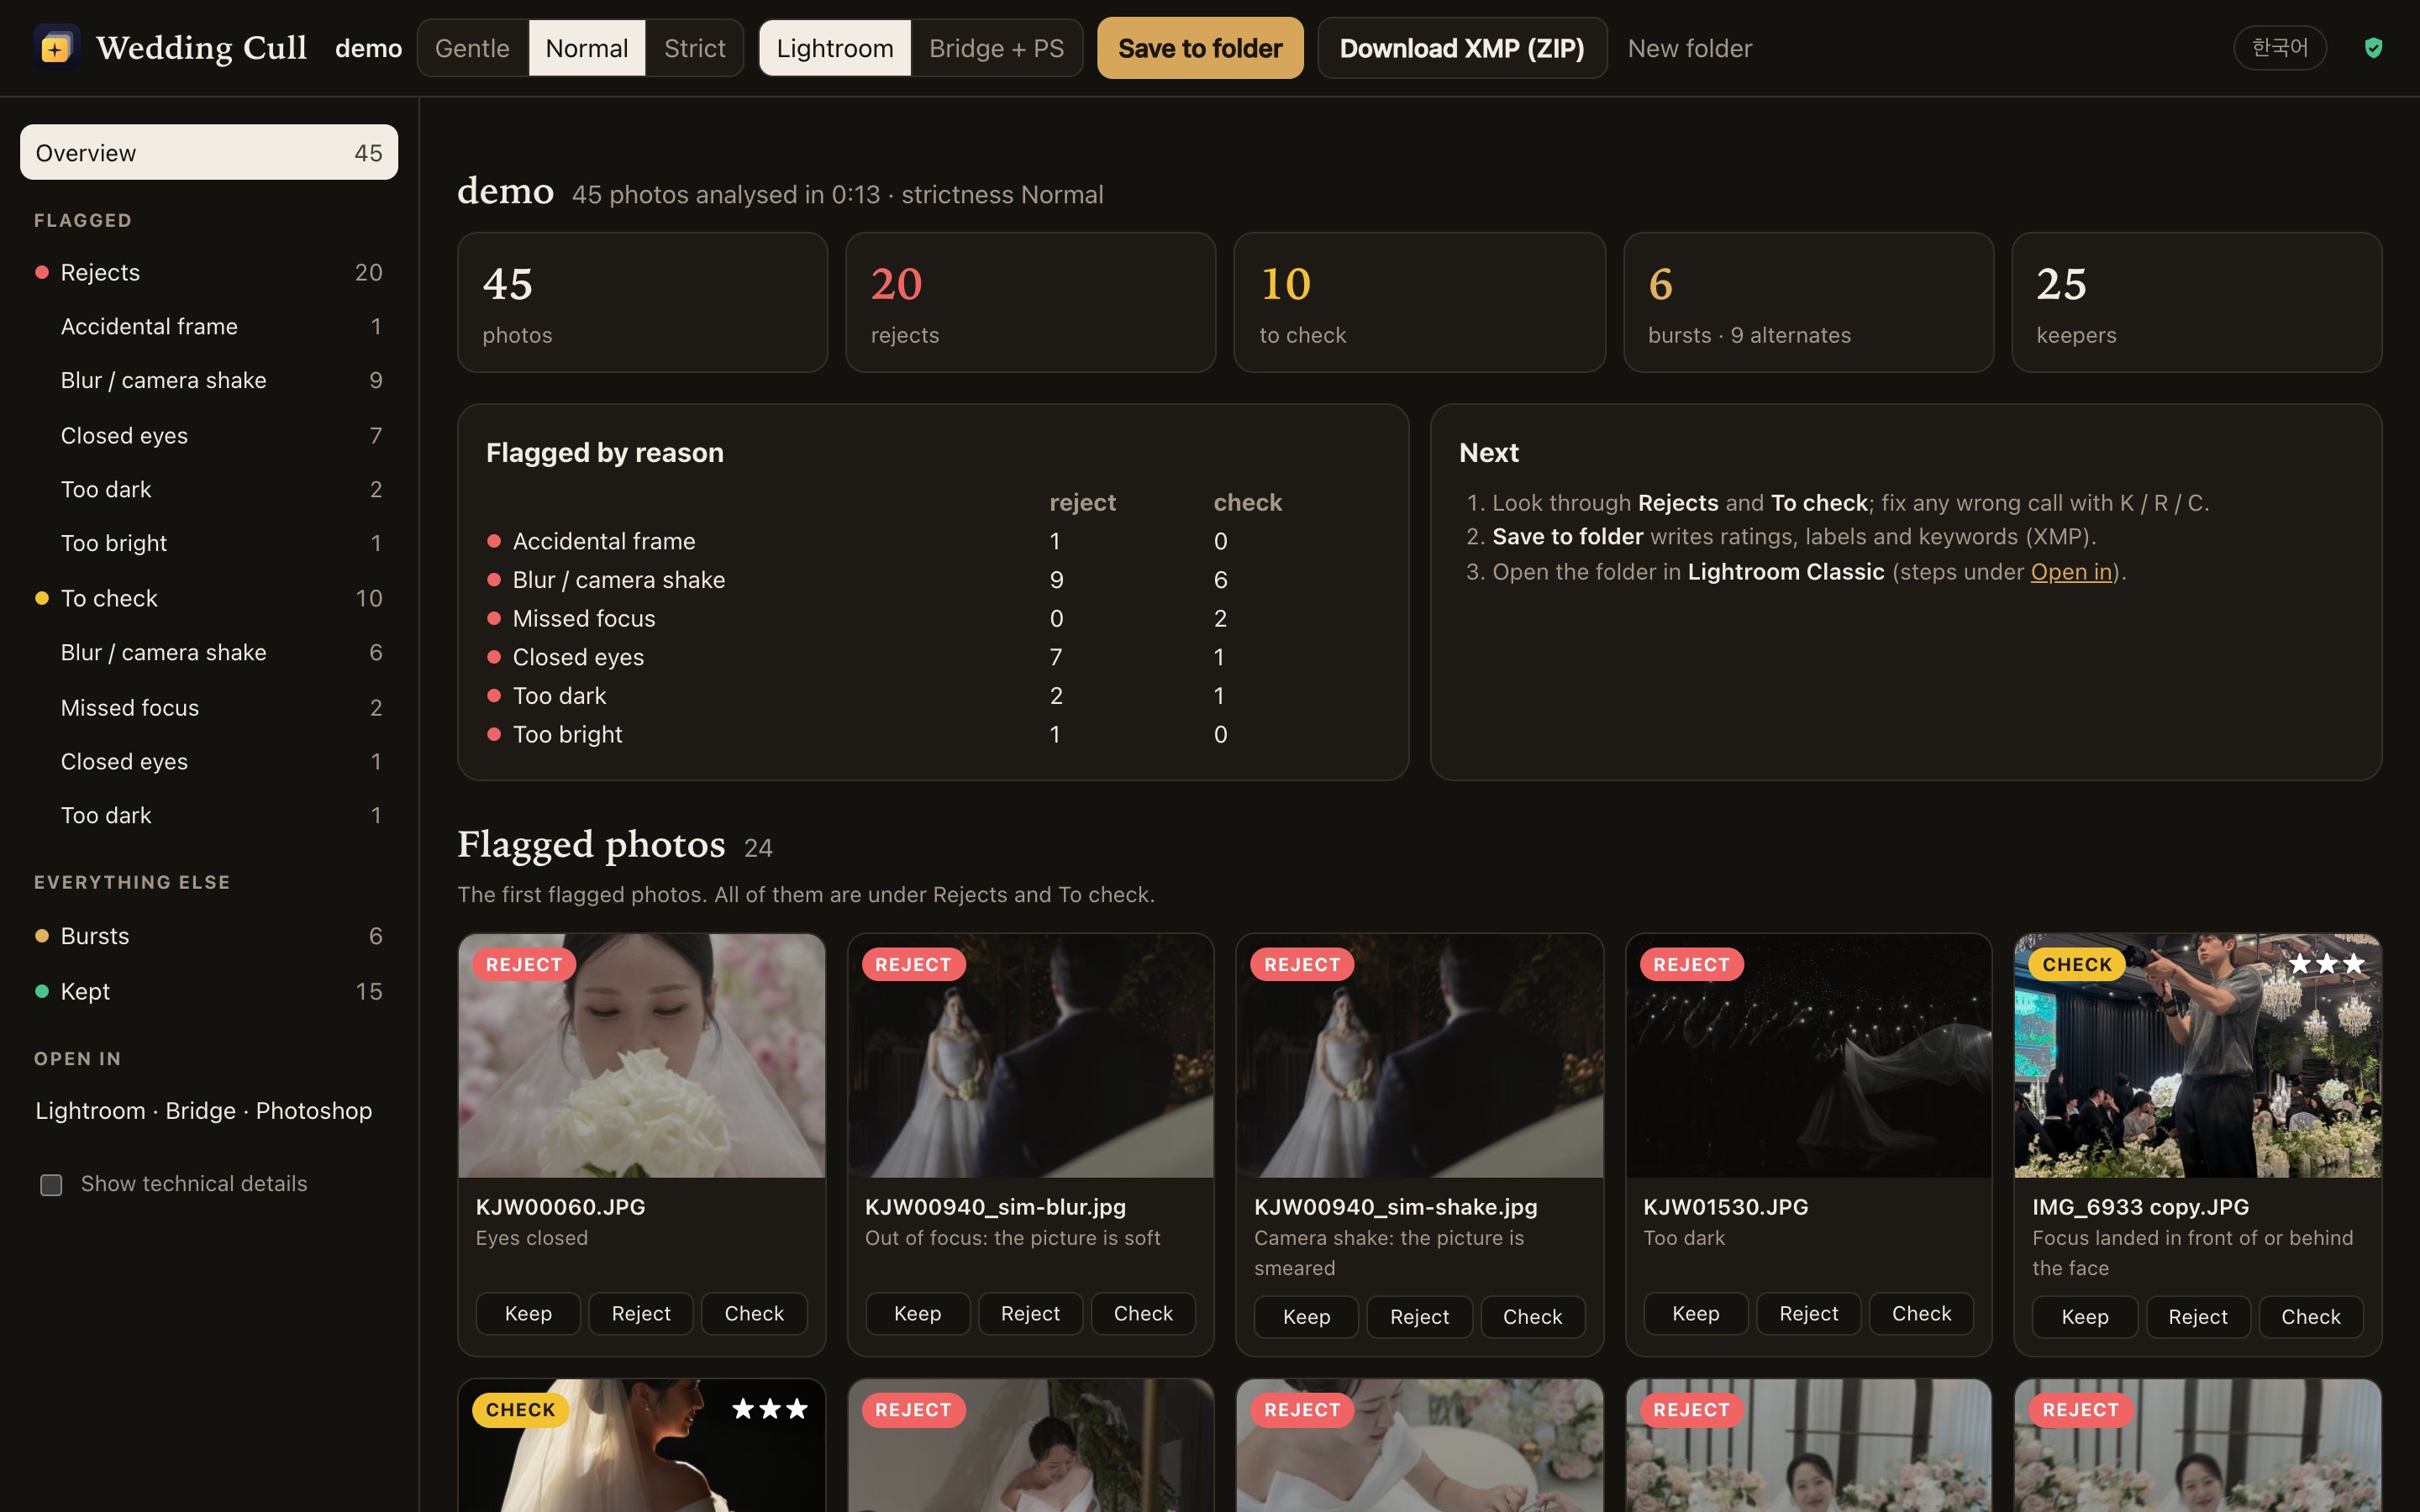 Wedding Cull demo Gentle Normal Strict Lightroom Bridge + PS Save to folder Download XMP (ZIP) New folder 한국어
Overview 45
FLAGGED
Rejects 20
Accidental frame 1
Blur / camera shake 9
Closed eyes 7
Too dark 2
Too bright 1
To check 10
Blur / camera shake 6
Missed focus 2
Closed eyes 1
Too dark 1
EVERYTHING ELSE
Bursts 6
Kept 15
OPEN IN
Lightroom · Bridge · Photoshop
Show technical details
demo 45 photos analysed in 0:13 · strictness Normal
45 20 10 6 25
photos rejects to check bursts · 9 alternates keepers
Flagged by reason
reject check
Accidental frame 1 0
Blur / camera shake 9 6
Missed focus 0 2
Closed eyes 7 1
Too dark 2 1
Too bright 1 0
Next
1. Look through Rejects and To check; fix any wrong call with K / R / C.
2. Save to folder writes ratings, labels and keywords (XMP).
3. Open the folder in Lightroom Classic (steps under Open in).
Flagged photos 24
The first flagged photos. All of them are under Rejects and To check.
REJECT REJECT REJECT REJECT CHECK
KJW00060.JPG KJW00940_sim-blur.jpg KJW00940_sim-shake.jpg KJW01530.JPG IMG_6933 copy.JPG
Eyes closed Out of focus: the picture is soft Camera shake: the picture is Too dark Focus landed in front of or behind
smeared the face
Keep Reject Check Keep Reject Check Keep Reject Check Keep Reject Check Keep Reject Check
CHECK REJECT REJECT REJECT REJECT